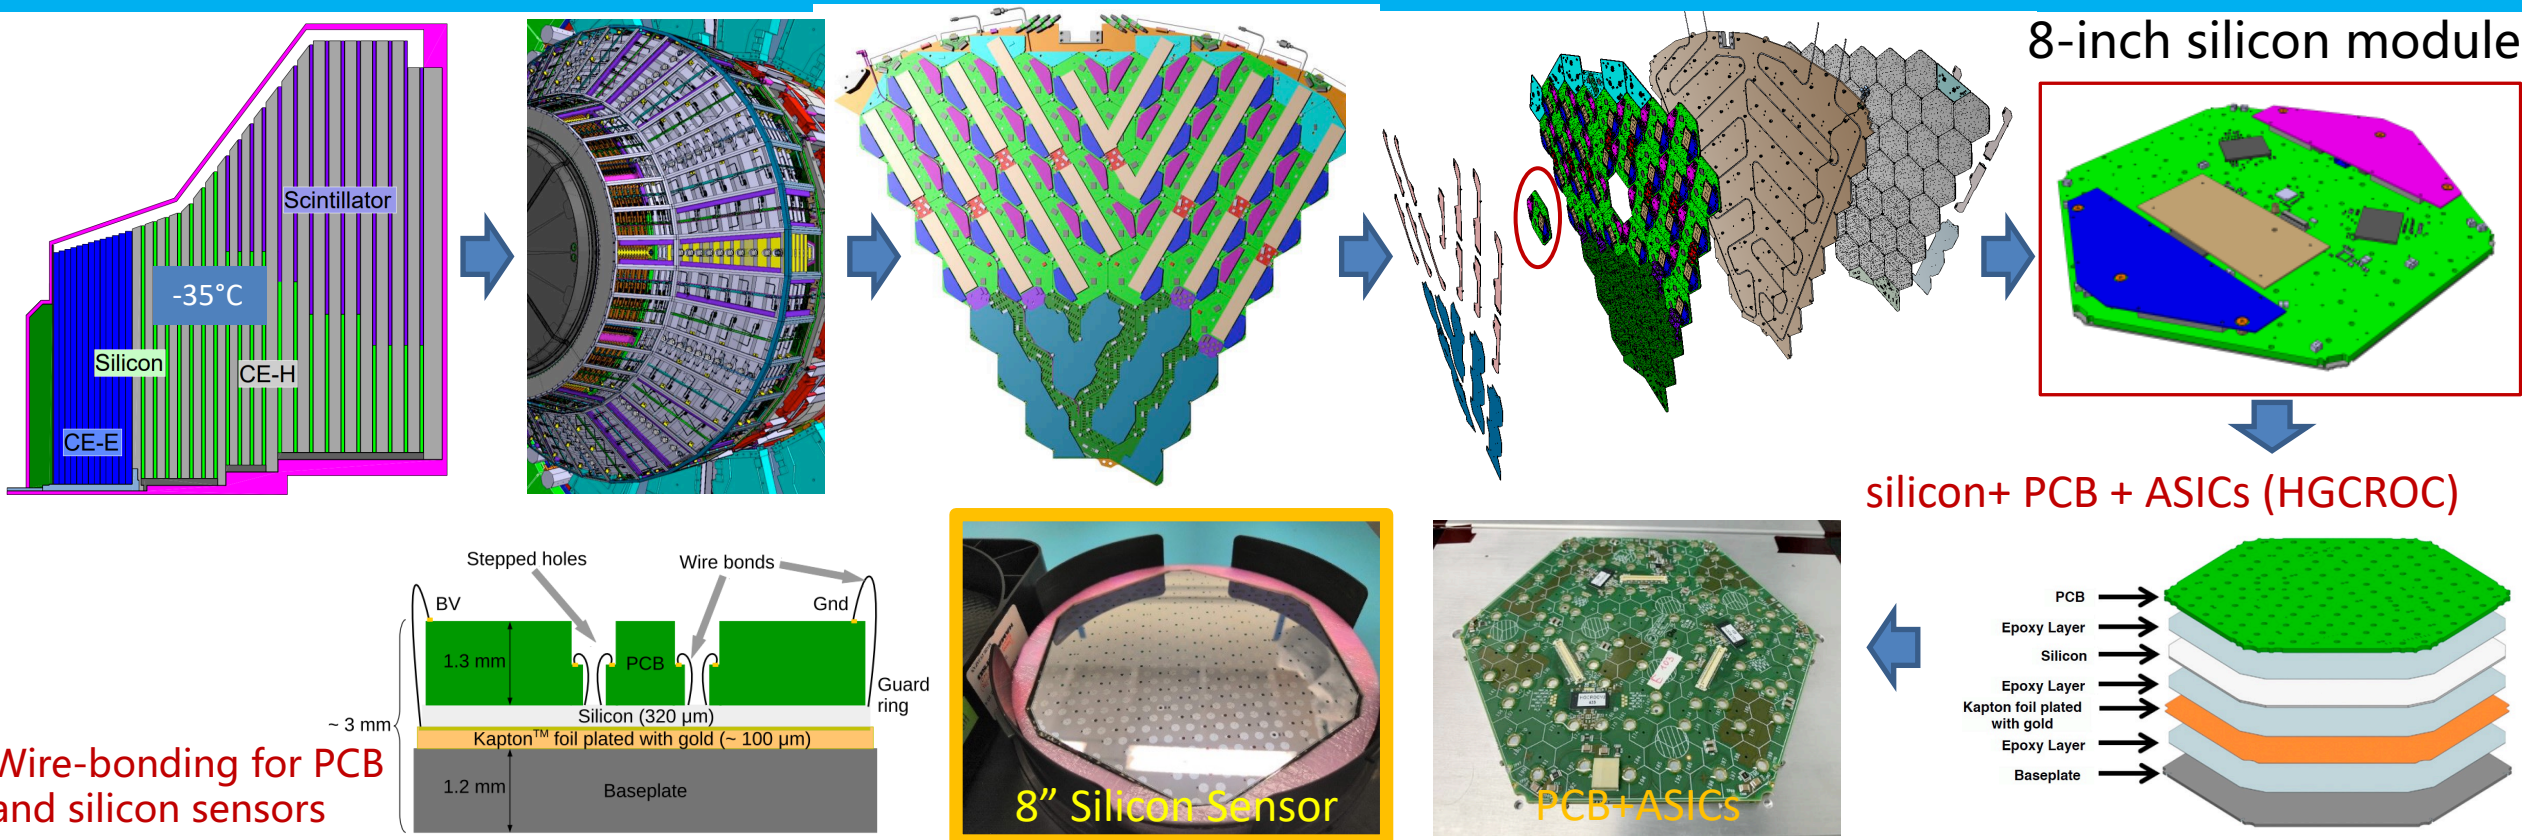 8-inch silicon module
Scintillator
-35°C
Silicon
CE-H
CE-E
silicon+ PCB + ASICs (HGCROC)
Stepped holes
Wire bonds
BV
Gnd
1.3 mm
PCB
Guard
ring
Silicon (320 μm)
~ 3 mm
Kapton™ foil plated with gold (~ 100 μm)
1.2 mm
Baseplate
Wire-bonding for PCB
and silicon sensors
8” Silicon Sensor
PCB+ASICs
PCB
Epoxy Layer
Silicon
Epoxy Layer
Kapton foil plated
with gold
Epoxy Layer
Baseplate